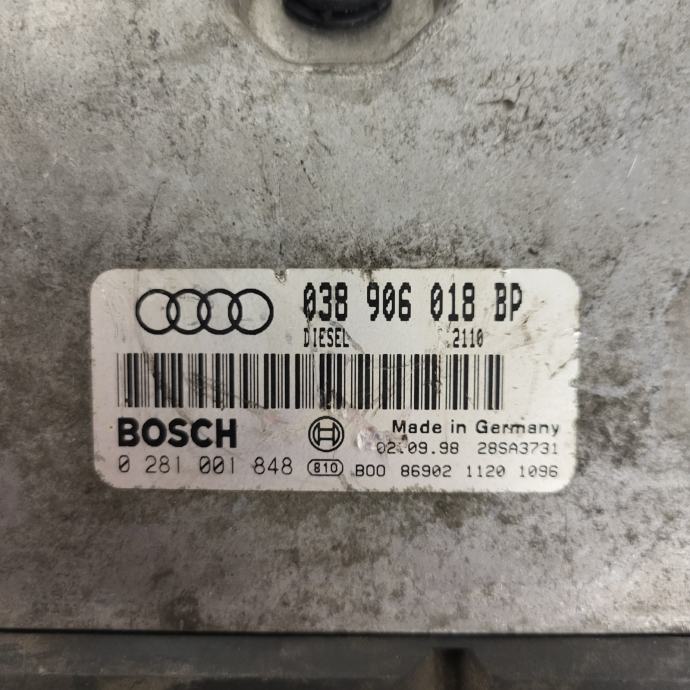 038 906 018 BP
DIESEL 2110
BOSCH Made in Germany
02.09.98 28SA3731
0 281 001 848 810 B00 86902 1120 1096